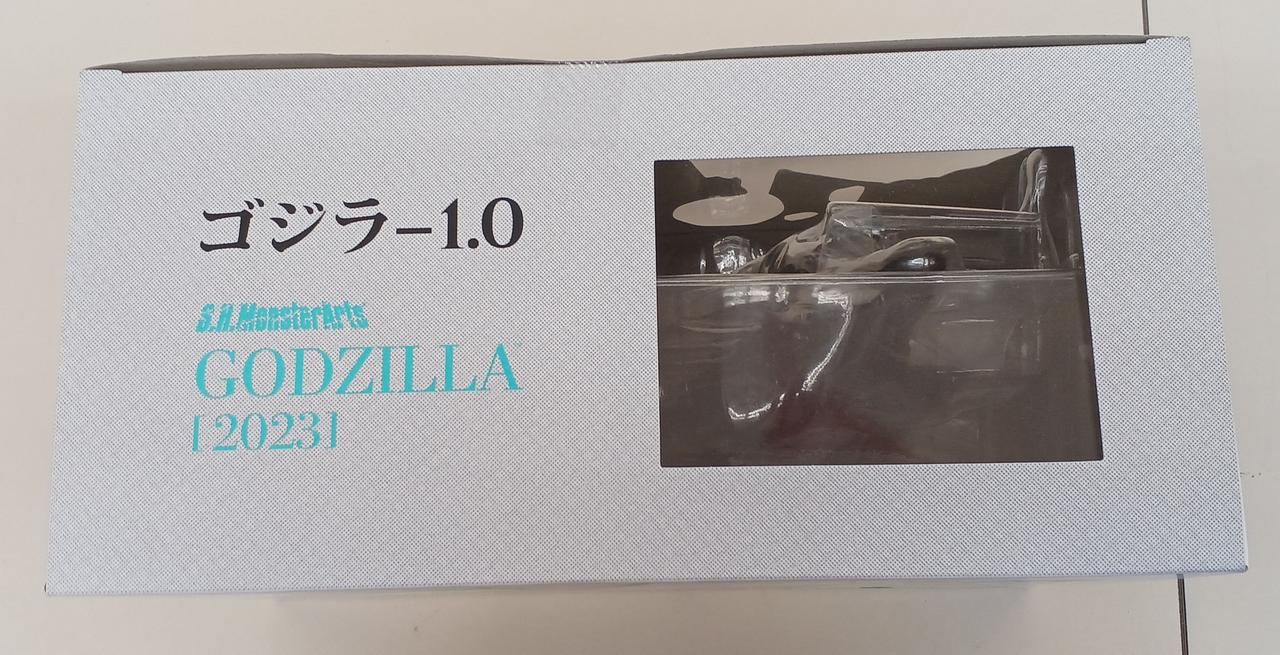 ゴジラ-1.0
S.H.MonsterArts
GODZILLA
[2023]